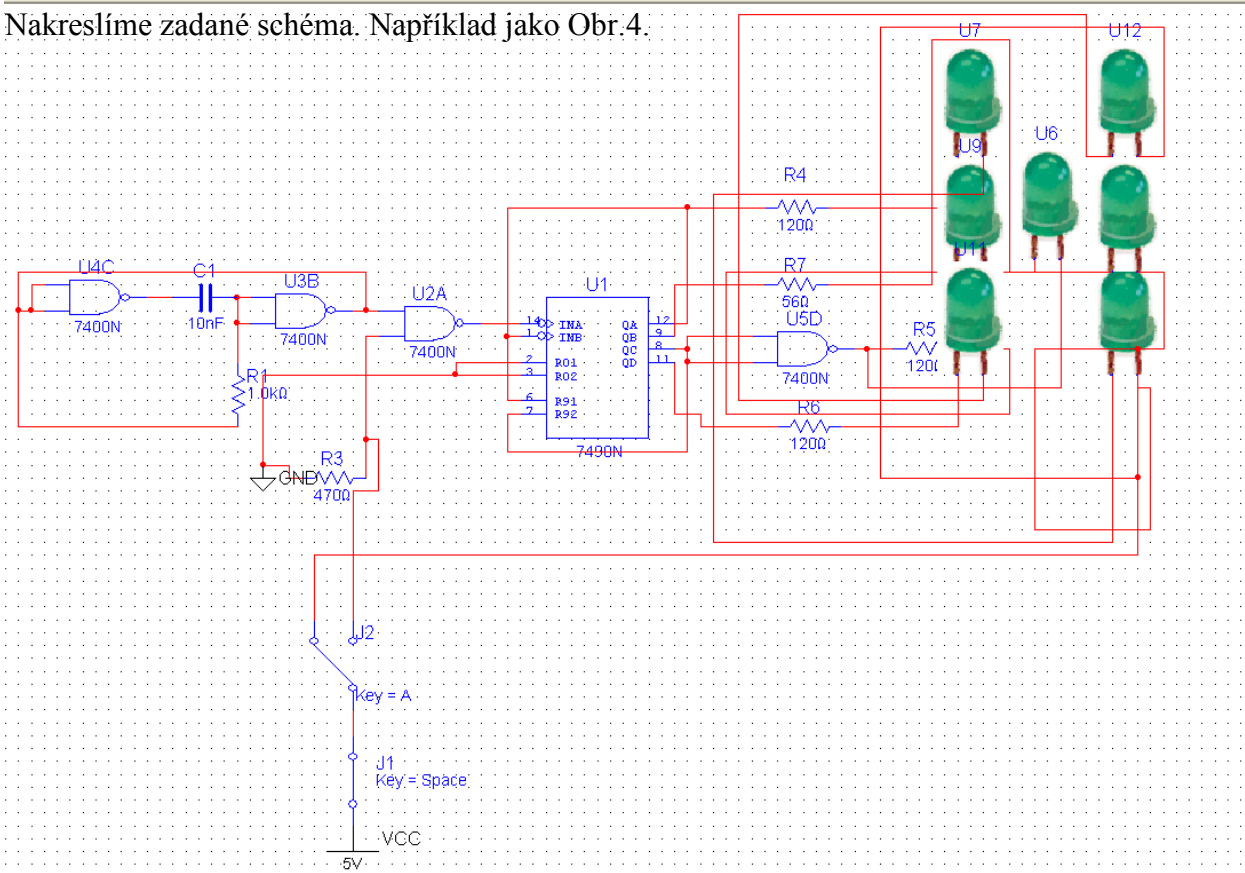 Nakreslíme zadané schéma. Například jako Obr.4.
U7
U12
U9
U6
R4
120Ω
U11
U4C
7400N
C1
10nF
U3B
7400N
U2A
7400N
U1
14 INA QA 12
1 INB QB 9
QC 8
2 RO1 QD 11
3 RO2
6 R91
7 R92
7490N
R7
56Ω
U5D
7400N
R5
R1
1.0kΩ
R6
120Ω
GND
R3
470Ω
J2
Key = A
J1
Key = Space
VCC
5V